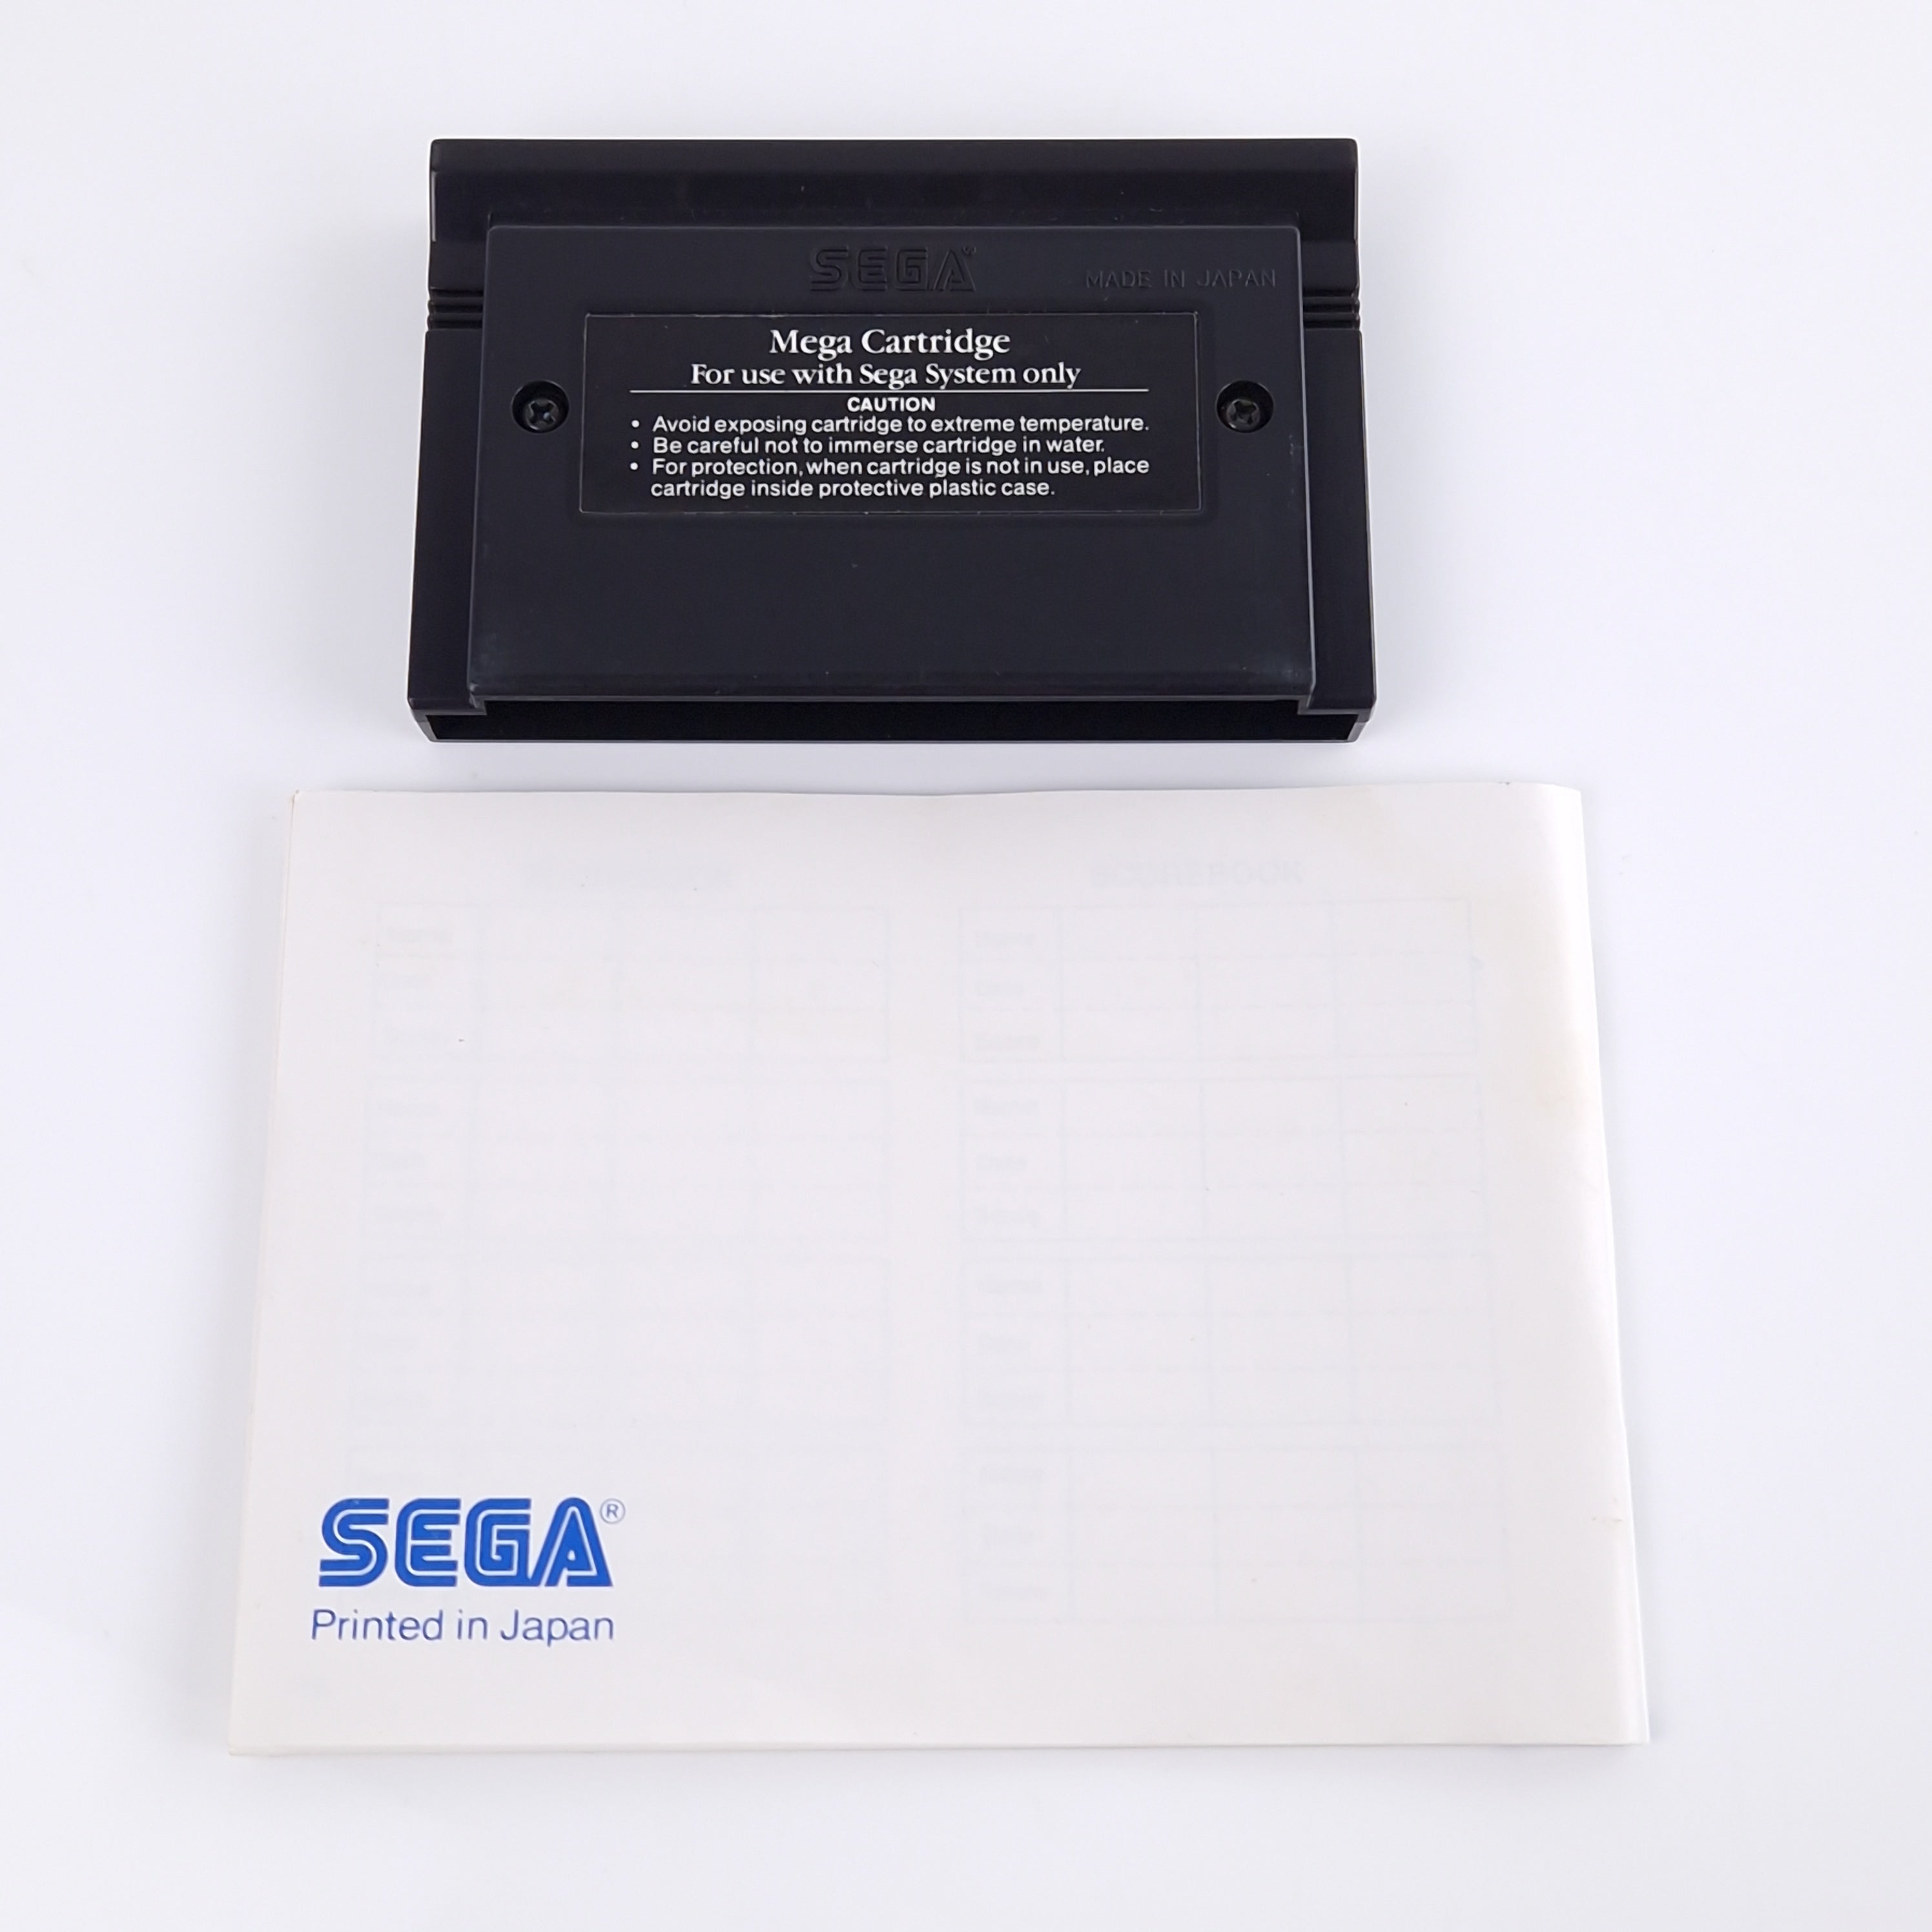 SEGA®
MADE IN JAPAN
Mega Cartridge
For use with Sega System only
CAUTION
• Avoid exposing cartridge to extreme temperature.
• Be careful not to immerse cartridge in water.
• For protection, when cartridge is not in use, place
cartridge inside protective plastic case.
SCOREBOOK
SEGA®
Printed in Japan